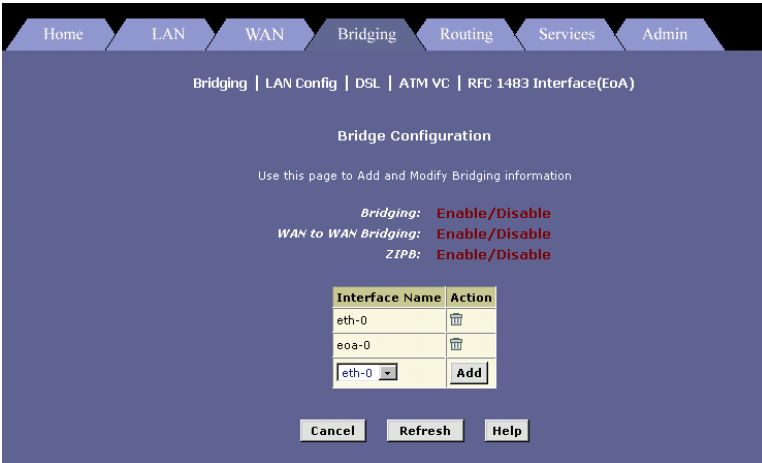 Home LAN WAN Bridging Routing Services Admin
Bridging | LAN Config | DSL | ATM VC | RFC 1483 Interface(EoA)
Bridge Configuration
Use this page to Add and Modify Bridging information
Bridging: Enable/Disable
WAN to WAN Bridging: Enable/Disable
ZIPB: Enable/Disable
Interface Name Action
eth-0
eoa-0
eth-0 Add
Cancel Refresh Help